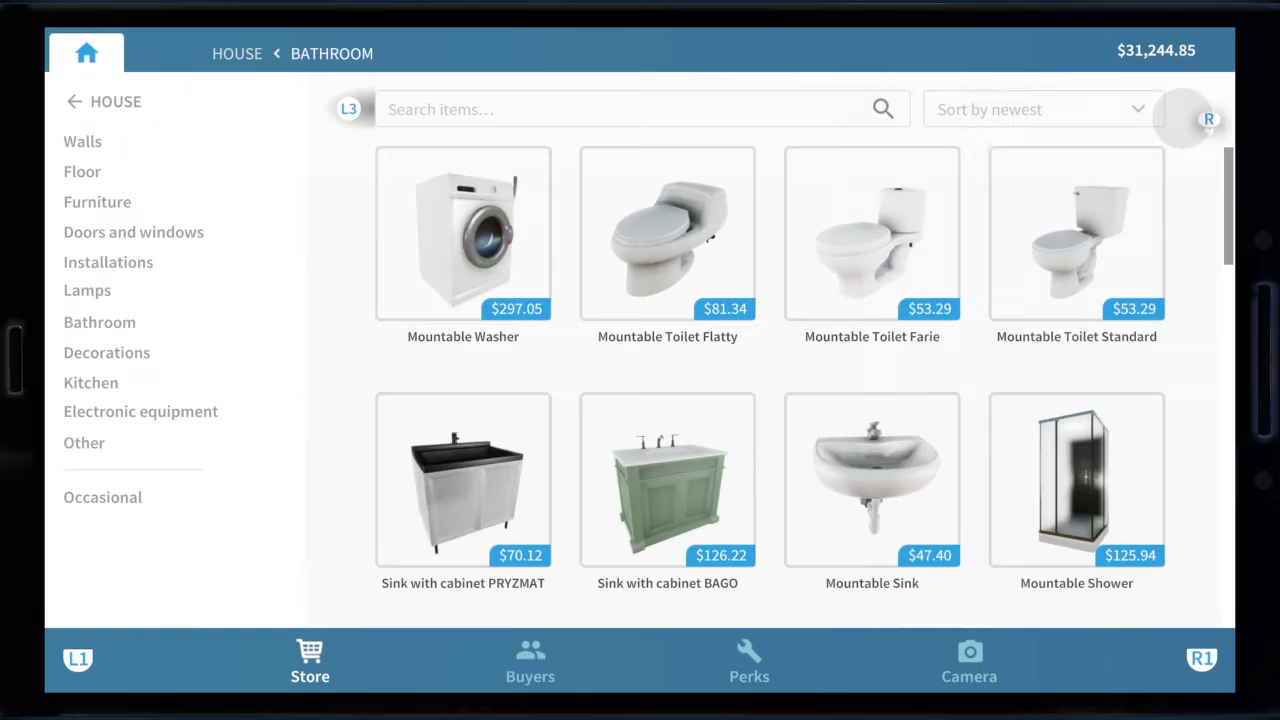 HOUSE < BATHROOM
$31,244.85
HOUSE
Walls
Floor
Furniture
Doors and windows
Installations
Lamps
Bathroom
Decorations
Kitchen
Electronic equipment
Other
Occasional
L3
Search items...
Sort by newest
R
$297.05
$81.34
$53.29
$53.29
Mountable Washer
Mountable Toilet Flatty
Mountable Toilet Farie
Mountable Toilet Standard
$70.12
$126.22
$47.40
$125.94
Sink with cabinet PRYZMAT
Sink with cabinet BAGO
Mountable Sink
Mountable Shower
L1
Store
Buyers
Perks
Camera
R1